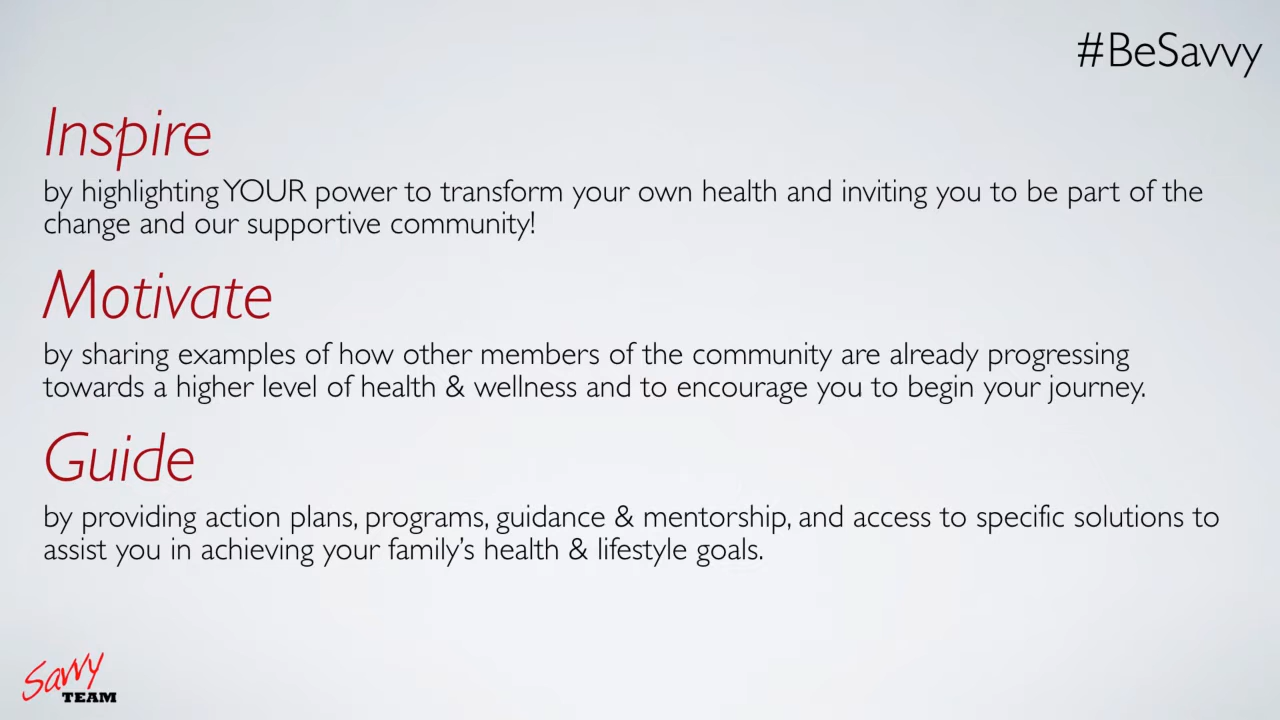 #BeSavvy
Inspire
by highlighting YOUR power to transform your own health and inviting you to be part of the
change and our supportive community!
Motivate
by sharing examples of how other members of the community are already progressing
towards a higher level of health & wellness and to encourage you to begin your journey.
Guide
by providing action plans, programs, guidance & mentorship, and access to specific solutions to
assist you in achieving your family's health & lifestyle goals.
Savvy
TEAM